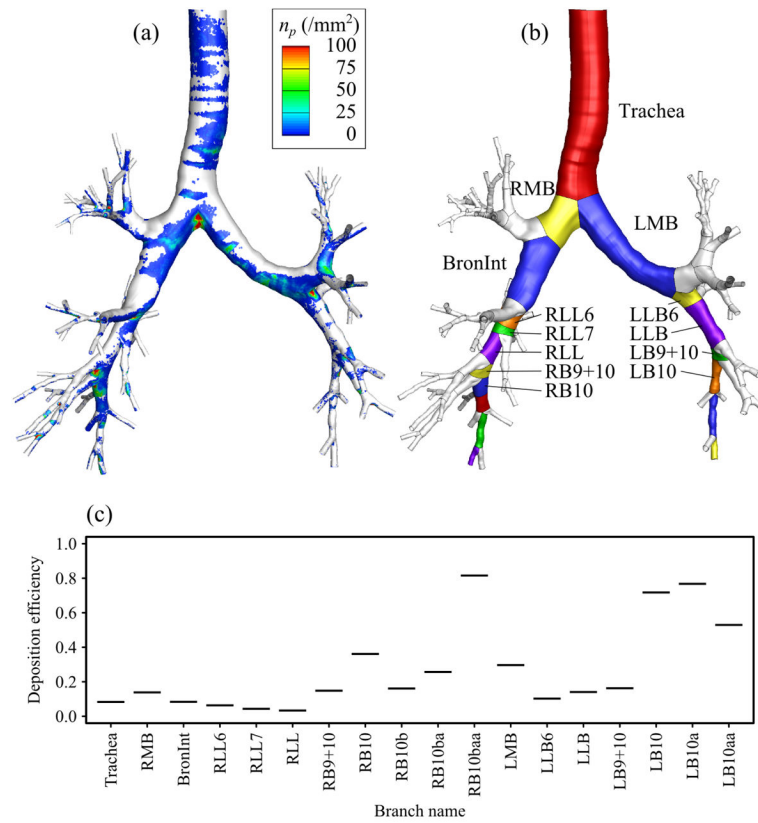 (a)
n_p (/mm²)
100
75
50
25
0
(b)
Trachea
RMB
LMB
BronInt
RLL6
RLL7
RLL
RB9+10
RB10
LLB6
LLB
LB9+10
LB10
(c)
Deposition efficiency
1.0
0.8
0.6
0.4
0.2
0.0
Trachea
RMB
BronInt
RLL6
RLL7
RLL
RB9+10
RB10
RB10b
RB10ba
RB10baa
LMB
LLB6
LLB
LB9+10
LB10
LB10a
LB10aa
Branch name